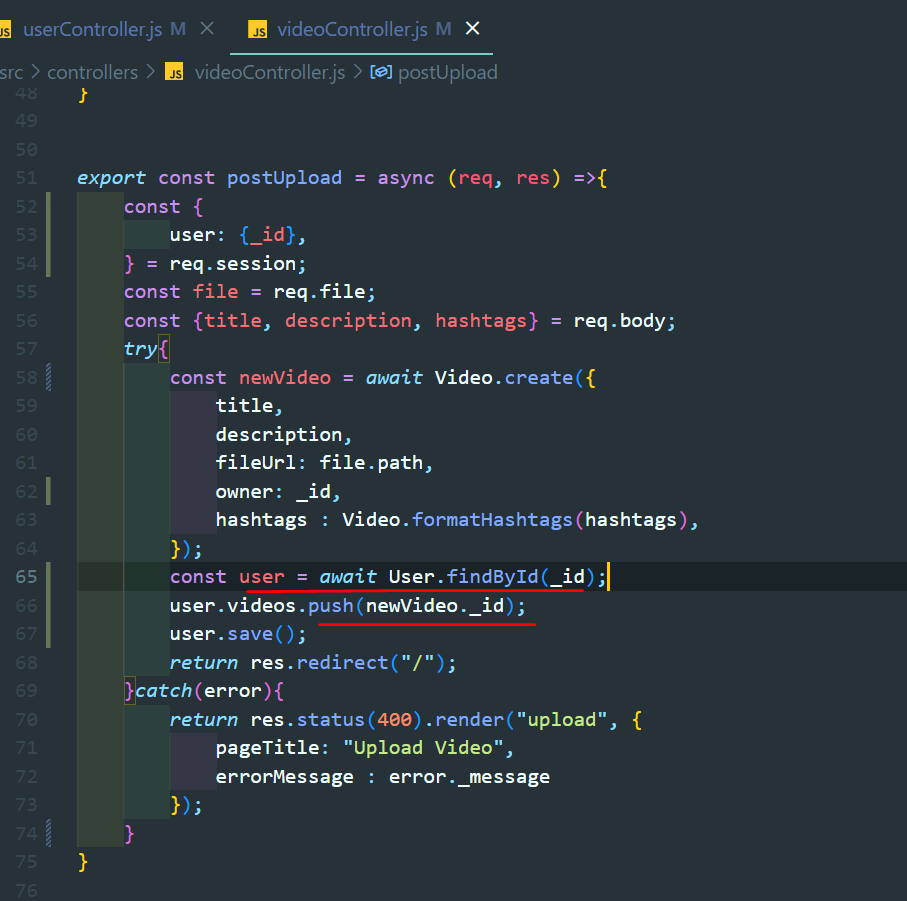 JS userController.js M ×
JS videoController.js M ×
src > controllers > JS videoController.js > postUpload
48 }
49
50
51 export const postUpload = async (req, res) =>{
52 const {
53 user: {_id},
54 } = req.session;
55 const file = req.file;
56 const {title, description, hashtags} = req.body;
57 try{
58 const newVideo = await Video.create({
59 title,
60 description,
61 fileUrl: file.path,
62 owner: _id,
63 hashtags : Video.formatHashtags(hashtags),
64 });
65 const user = await User.findById(_id);
66 user.videos.push(newVideo._id);
67 user.save();
68 return res.redirect("/");
69 }catch(error){
70 return res.status(400).render("upload", {
71 pageTitle: "Upload Video",
72 errorMessage : error._message
73 });
74 }
75 }
76